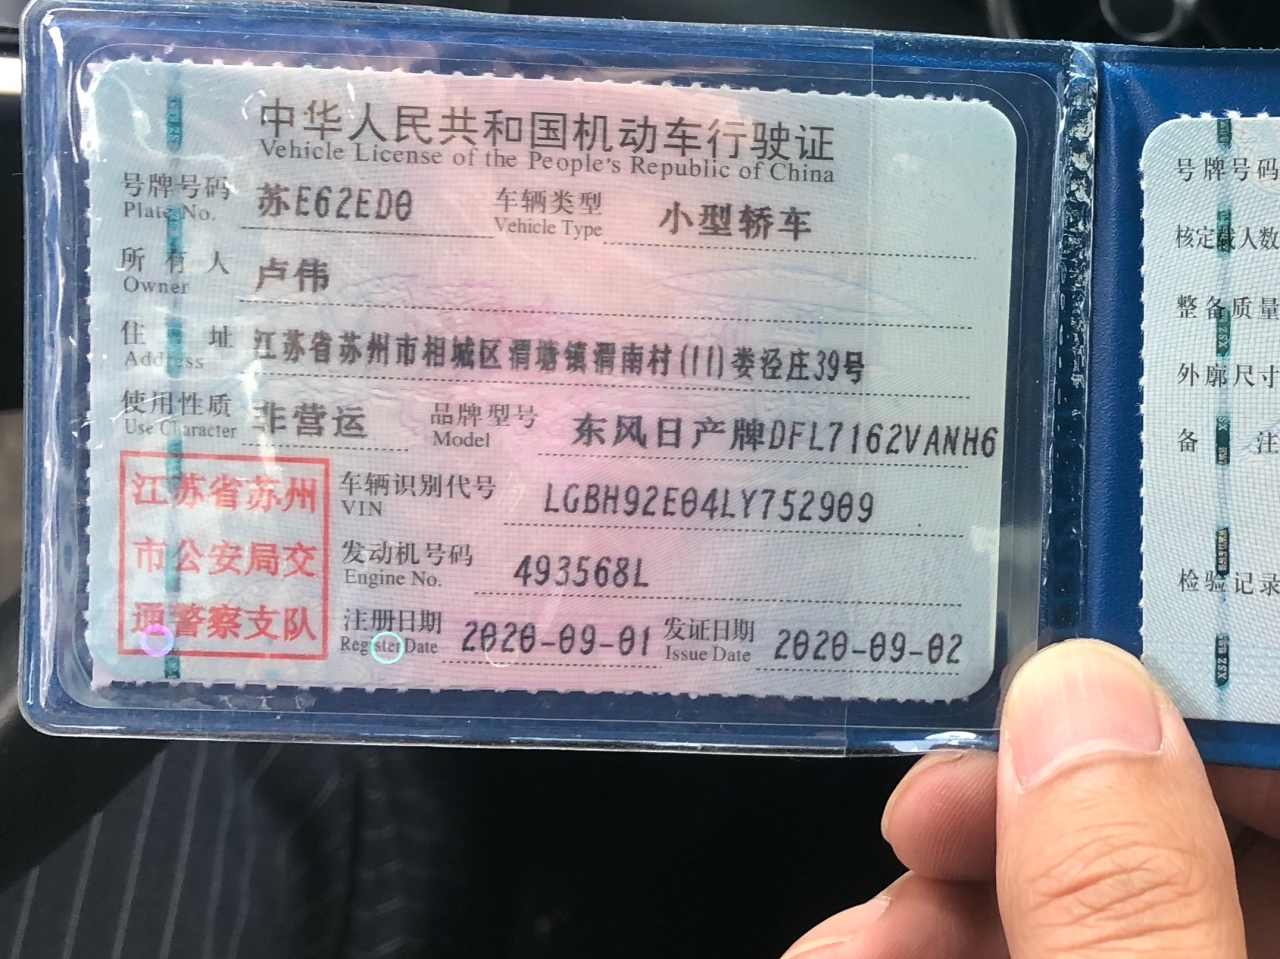 中华人民共和国机动车行驶证
Vehicle License of the People's Republic of China
号牌号码 苏E62ED0 车辆类型 小型轿车
Plate No. Vehicle Type
所有人 卢伟
Owner
住址 江苏省苏州市相城区渭塘镇渭南村(11)娄泾庄39号
Address
使用性质 非营运 品牌型号 东风日产牌DFL7162VANH6
Use Character Model
江苏省苏州
市公安局交
通警察支队
车辆识别代号 LGBH92E04LY752909
VIN
发动机号码 493568L
Engine No.
注册日期 2020-09-01 发证日期 2020-09-02
Register Date Issue Date
号牌号码
核定载人数
整备质量
外廓尺寸
备注
检验记录